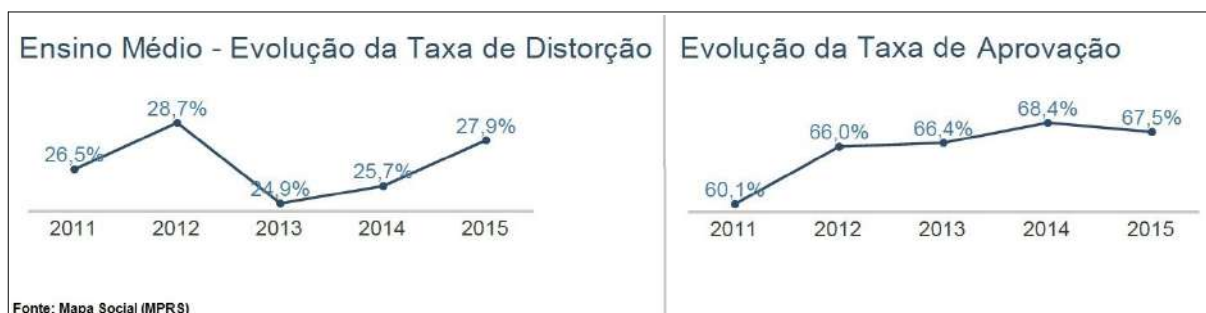 Ensino Médio - Evolução da Taxa de Distorção
26,5%
28,7%
24,9%
25,7%
27,9%
2011 2012 2013 2014 2015
Evolução da Taxa de Aprovação
60,1%
66,0%
66,4%
68,4%
67,5%
2011 2012 2013 2014 2015
Fonte: Mapa Social (MPRS)